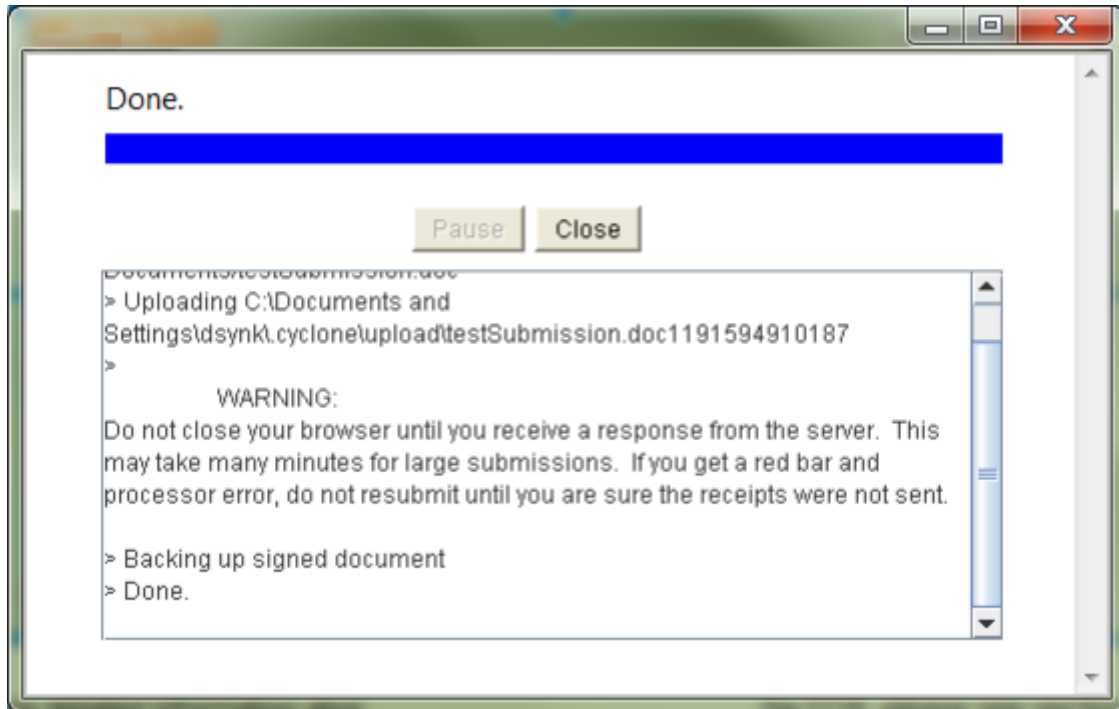 Done.
Pause Close
Documents\testSubmission.doc
> Uploading C:\Documents and
Settings\dsynk\.cyclone\upload\testSubmission.doc1191594910187
>
WARNING:
Do not close your browser until you receive a response from the server.  This
may take many minutes for large submissions.  If you get a red bar and
processor error, do not resubmit until you are sure the receipts were not sent.
> Backing up signed document
> Done.